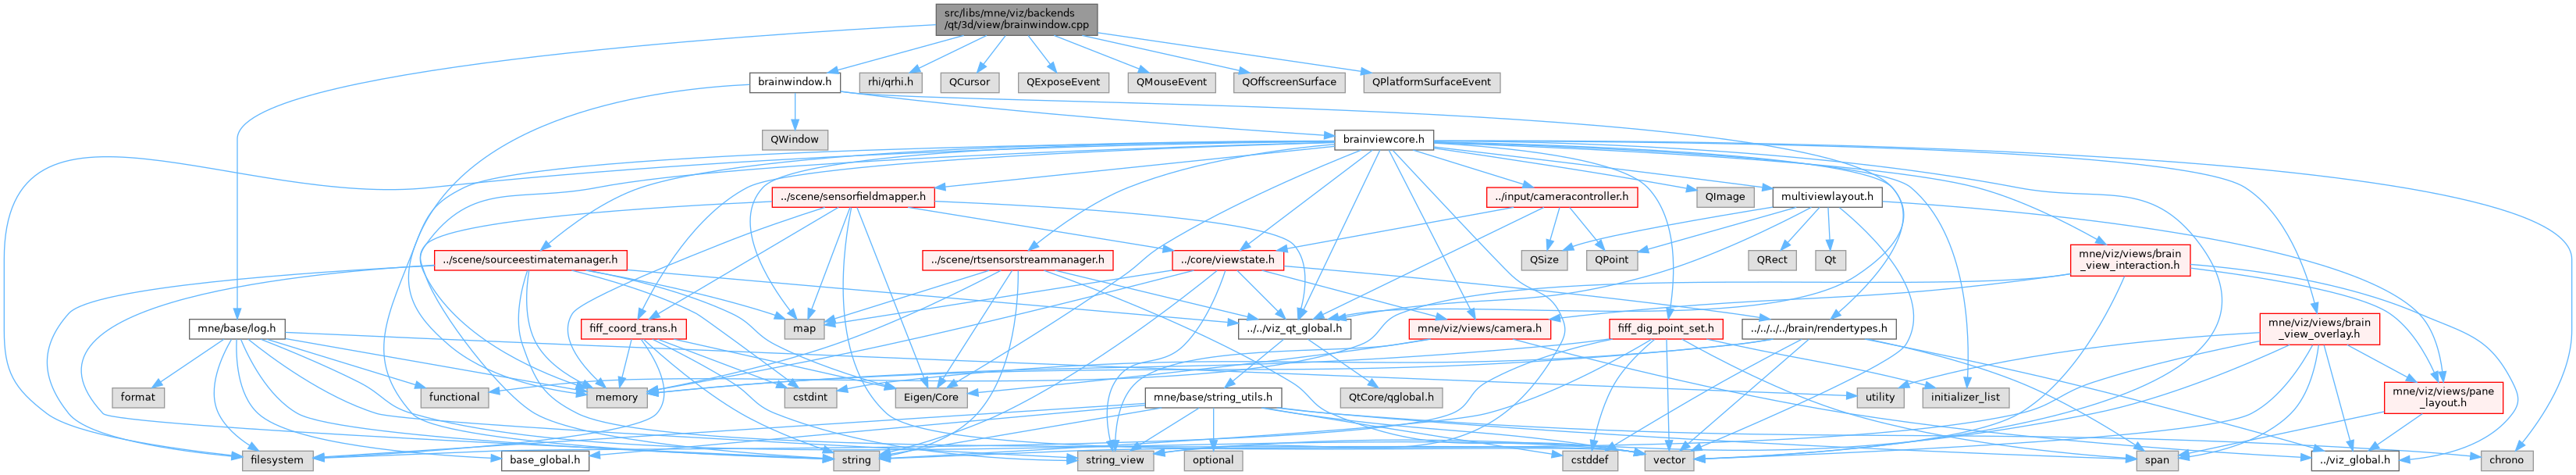 src/libs/mne/viz/backends
/qt/3d/view/brainwindow.cpp
brainwindow.h
rhi/qrhi.h
QCursor
QExposeEvent
QMouseEvent
QOffscreenSurface
QPlatformSurfaceEvent
QWindow
brainviewcore.h
../scene/sensorfieldmapper.h
../input/cameracontroller.h
QImage
multiviewlayout.h
../scene/sourceestimatemanager.h
../scene/rtsensorstreammanager.h
../core/viewstate.h
QSize
QPoint
QRect
Qt
mne/viz/views/brain
_view_interaction.h
mne/base/log.h
fiff_coord_trans.h
map
../../viz_qt_global.h
mne/viz/views/camera.h
fiff_dig_point_set.h
../../../../brain/rendertypes.h
mne/viz/views/brain
_view_overlay.h
format
functional
memory
cstdint
Eigen/Core
mne/base/string_utils.h
QtCore/qglobal.h
utility
initializer_list
mne/viz/views/pane
_layout.h
filesystem
base_global.h
string
string_view
optional
cstddef
vector
span
../viz_global.h
chrono